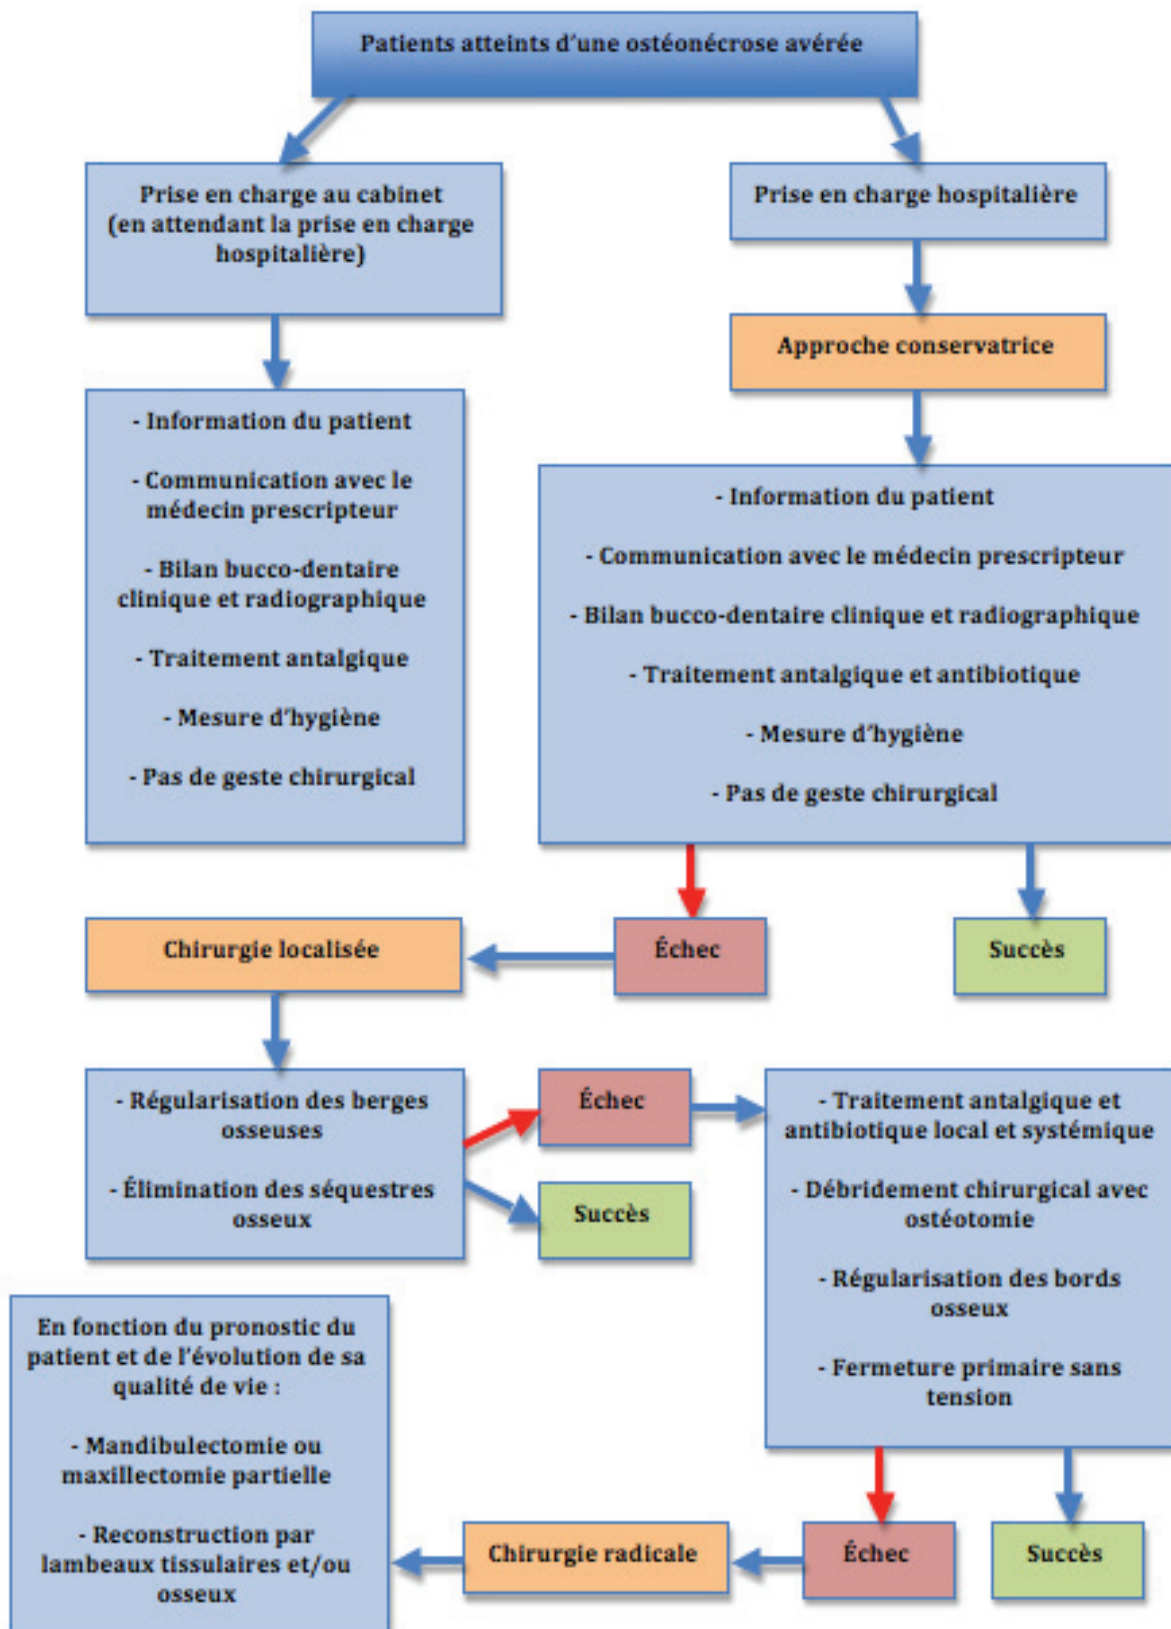 Patients atteints d'une ostéonécrose avérée
Prise en charge au cabinet
(en attendant la prise en charge
hospitalière)
Prise en charge hospitalière
Approche conservatrice
- Information du patient
- Communication avec le
médecin prescripteur
- Bilan bucco-dentaire
clinique et radiographique
- Traitement antalgique
- Mesure d'hygiène
- Pas de geste chirurgical
- Information du patient
- Communication avec le médecin prescripteur
- Bilan bucco-dentaire clinique et radiographique
- Traitement antalgique et antibiotique
- Mesure d'hygiène
- Pas de geste chirurgical
Chirurgie localisée
Échec
Succès
- Régularisation des berges
osseuses
- Élimination des séquestres
osseux
Échec
Succès
- Traitement antalgique et
antibiotique local et systémique
- Débridement chirurgical avec
ostéotomie
- Régularisation des bords
osseux
- Fermeture primaire sans
tension
En fonction du pronostic du
patient et de l'évolution de sa
qualité de vie :
- Mandibulectomie ou
maxillectomie partielle
- Reconstruction par
lambeaux tissulaires et/ou
osseux
Chirurgie radicale
Échec
Succès